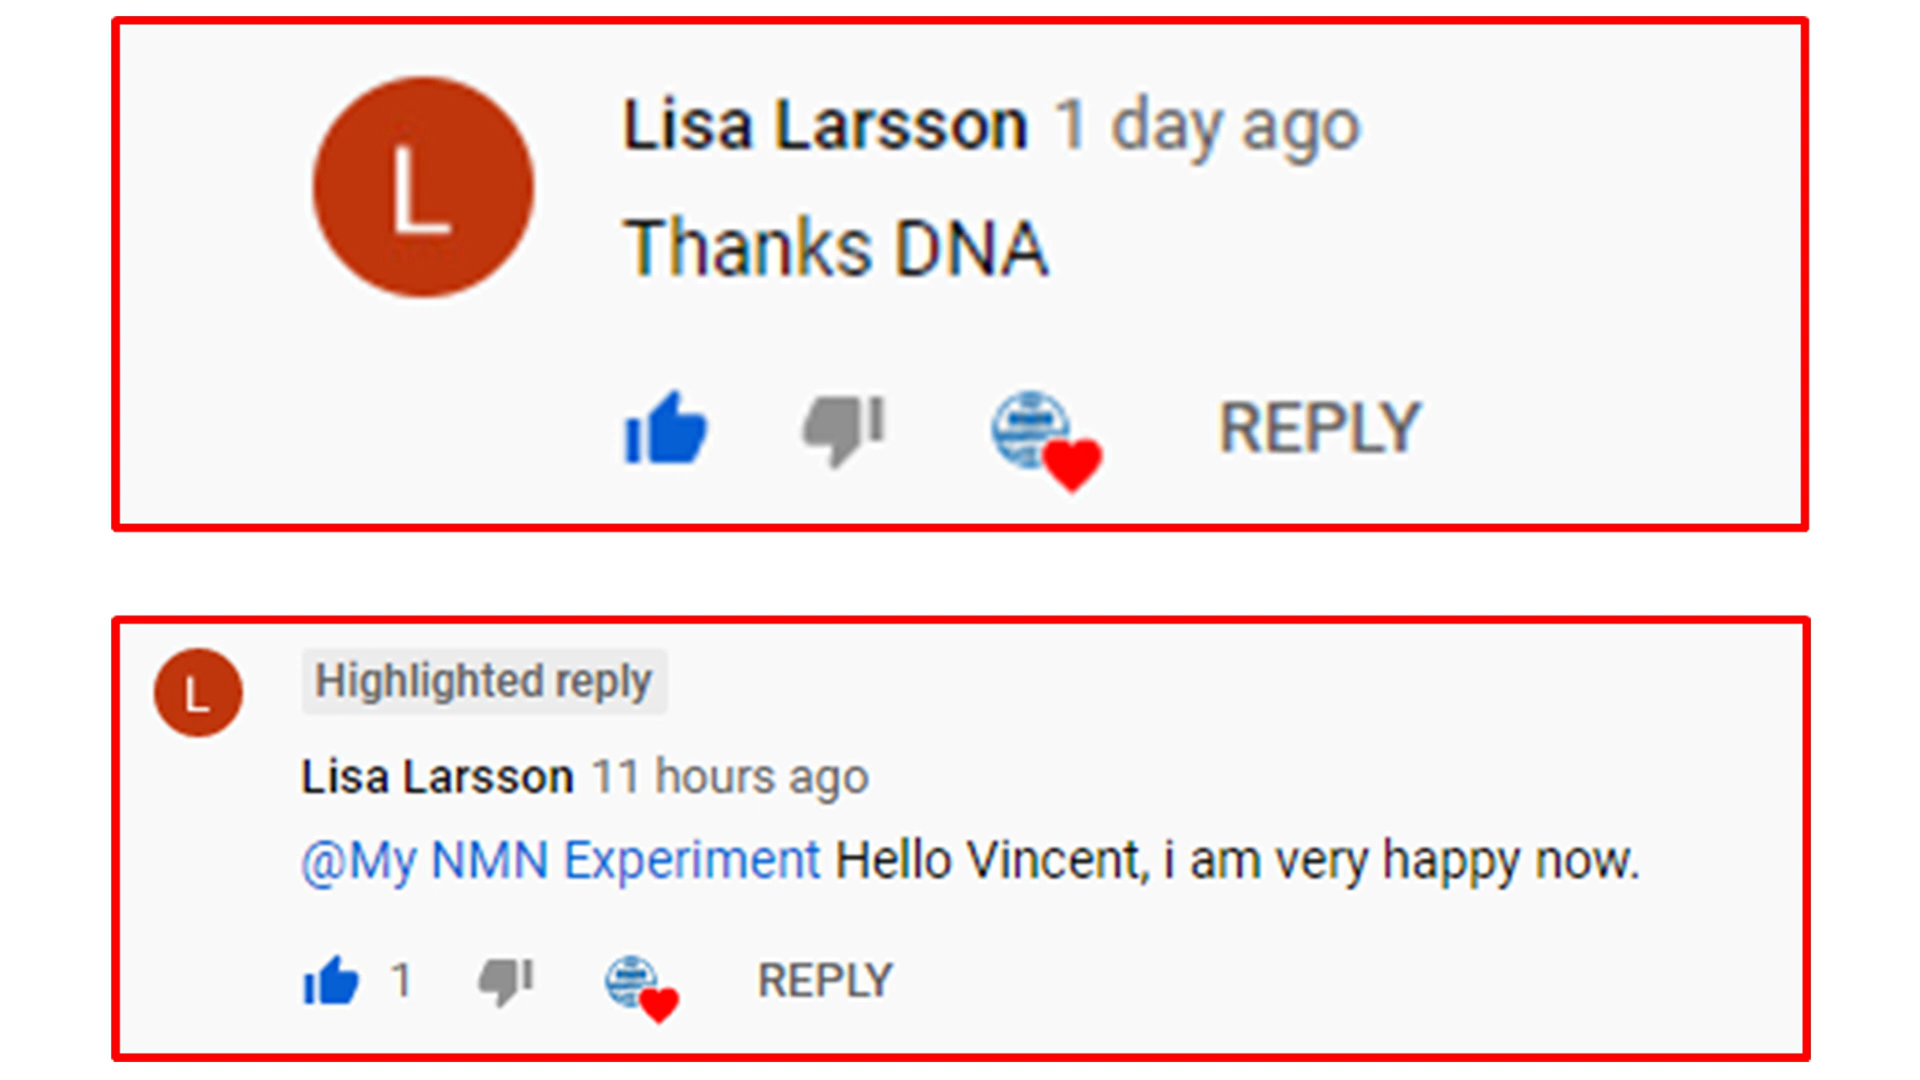 L
Lisa Larsson 1 day ago
Thanks DNA
REPLY
L
Highlighted reply
Lisa Larsson 11 hours ago
@My NMN Experiment Hello Vincent, i am very happy now.
1 REPLY